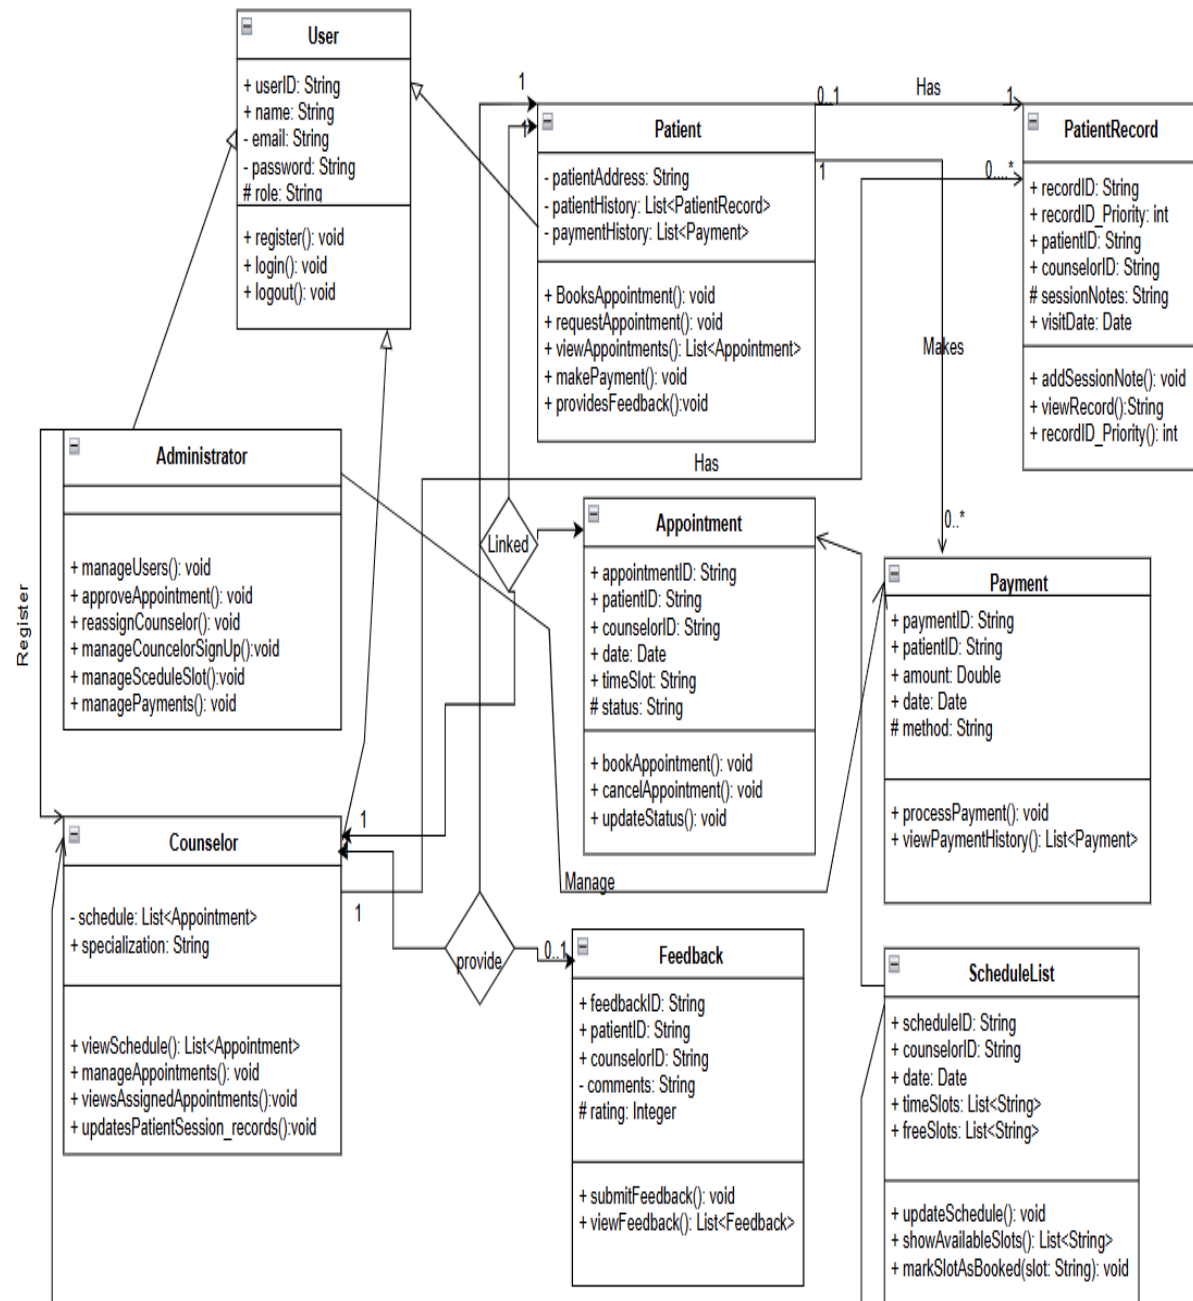 User
+ userID: String
+ name: String
- email: String
- password: String
# role: String
+ register(): void
+ login(): void
+ logout(): void
1
1
Patient
- patientAddress: String
- patientHistory: List<PatientRecord>
- paymentHistory: List<Payment>
+ BooksAppointment(): void
+ requestAppointment(): void
+ viewAppointments(): List<Appointment>
+ makePayment(): void
+ providesFeedback():void
0..1
Has
1
1
0....*
PatientRecord
+ recordID: String
+ recordID_Priority: int
+ patientID: String
+ counselorID: String
# sessionNotes: String
+ visitDate: Date
+ addSessionNote(): void
+ viewRecord():String
+ recordID_Priority(): int
Makes
0..*
Has
Administrator
+ manageUsers(): void
+ approveAppointment(): void
+ reassignCounselor(): void
+ manageCouncelorSignUp():void
+ manageSceduleSlot():void
+ managePayments(): void
Register
Linked
Appointment
+ appointmentID: String
+ patientID: String
+ counselorID: String
+ date: Date
+ timeSlot: String
# status: String
+ bookAppointment(): void
+ cancelAppointment(): void
+ updateStatus(): void
Payment
+ paymentID: String
+ patientID: String
+ amount: Double
+ date: Date
# method: String
+ processPayment(): void
+ viewPaymentHistory(): List<Payment>
Manage
1
1
Counselor
- schedule: List<Appointment>
+ specialization: String
+ viewSchedule(): List<Appointment>
+ manageAppointments(): void
+ viewsAssignedAppointments():void
+ updatesPatientSession_records():void
provide
0..1
Feedback
+ feedbackID: String
+ patientID: String
+ counselorID: String
- comments: String
# rating: Integer
+ submitFeedback(): void
+ viewFeedback(): List<Feedback>
ScheduleList
+ scheduleID: String
+ counselorID: String
+ date: Date
+ timeSlots: List<String>
+ freeSlots: List<String>
+ updateSchedule(): void
+ showAvailableSlots(): List<String>
+ markSlotAsBooked(slot: String): void